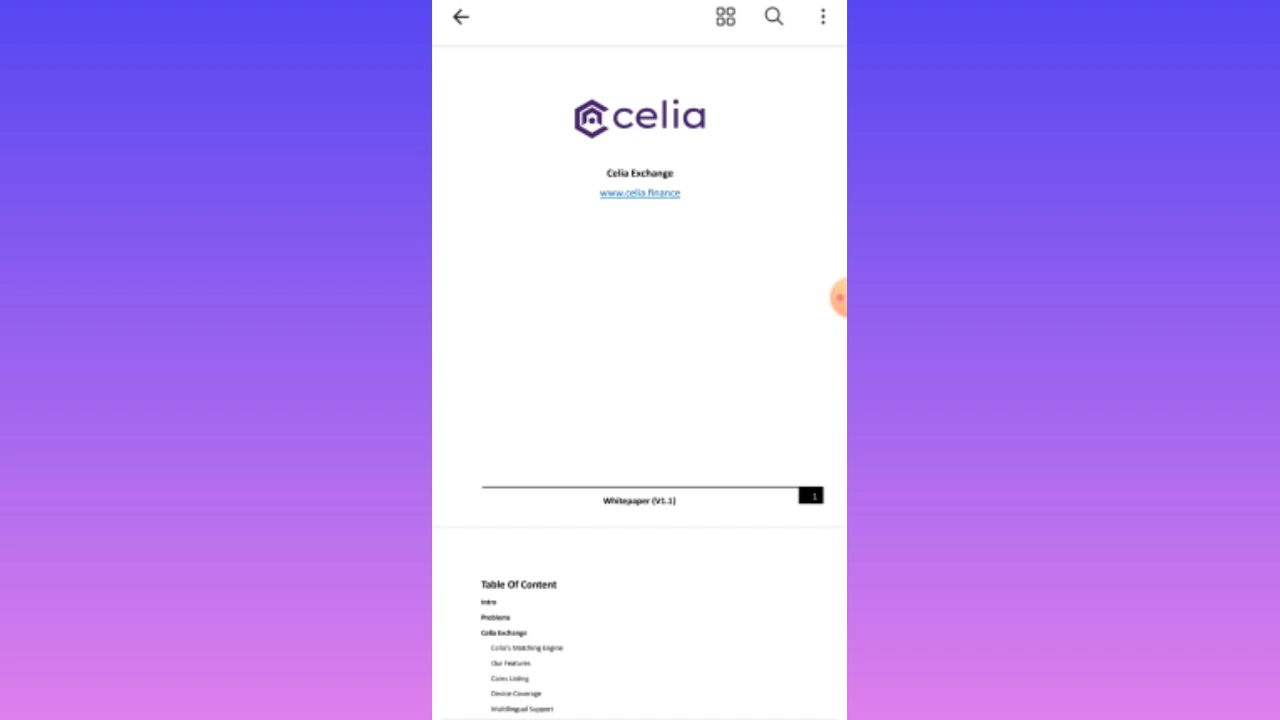 celia
Celia Exchange
www.celia.finance
Whitepaper (V1.1)
1
Table Of Content
Intro
Problems
Celia Exchange
Celia's Matching Engine
Our Features
Coins Listing
Device Coverage
Multilingual Support